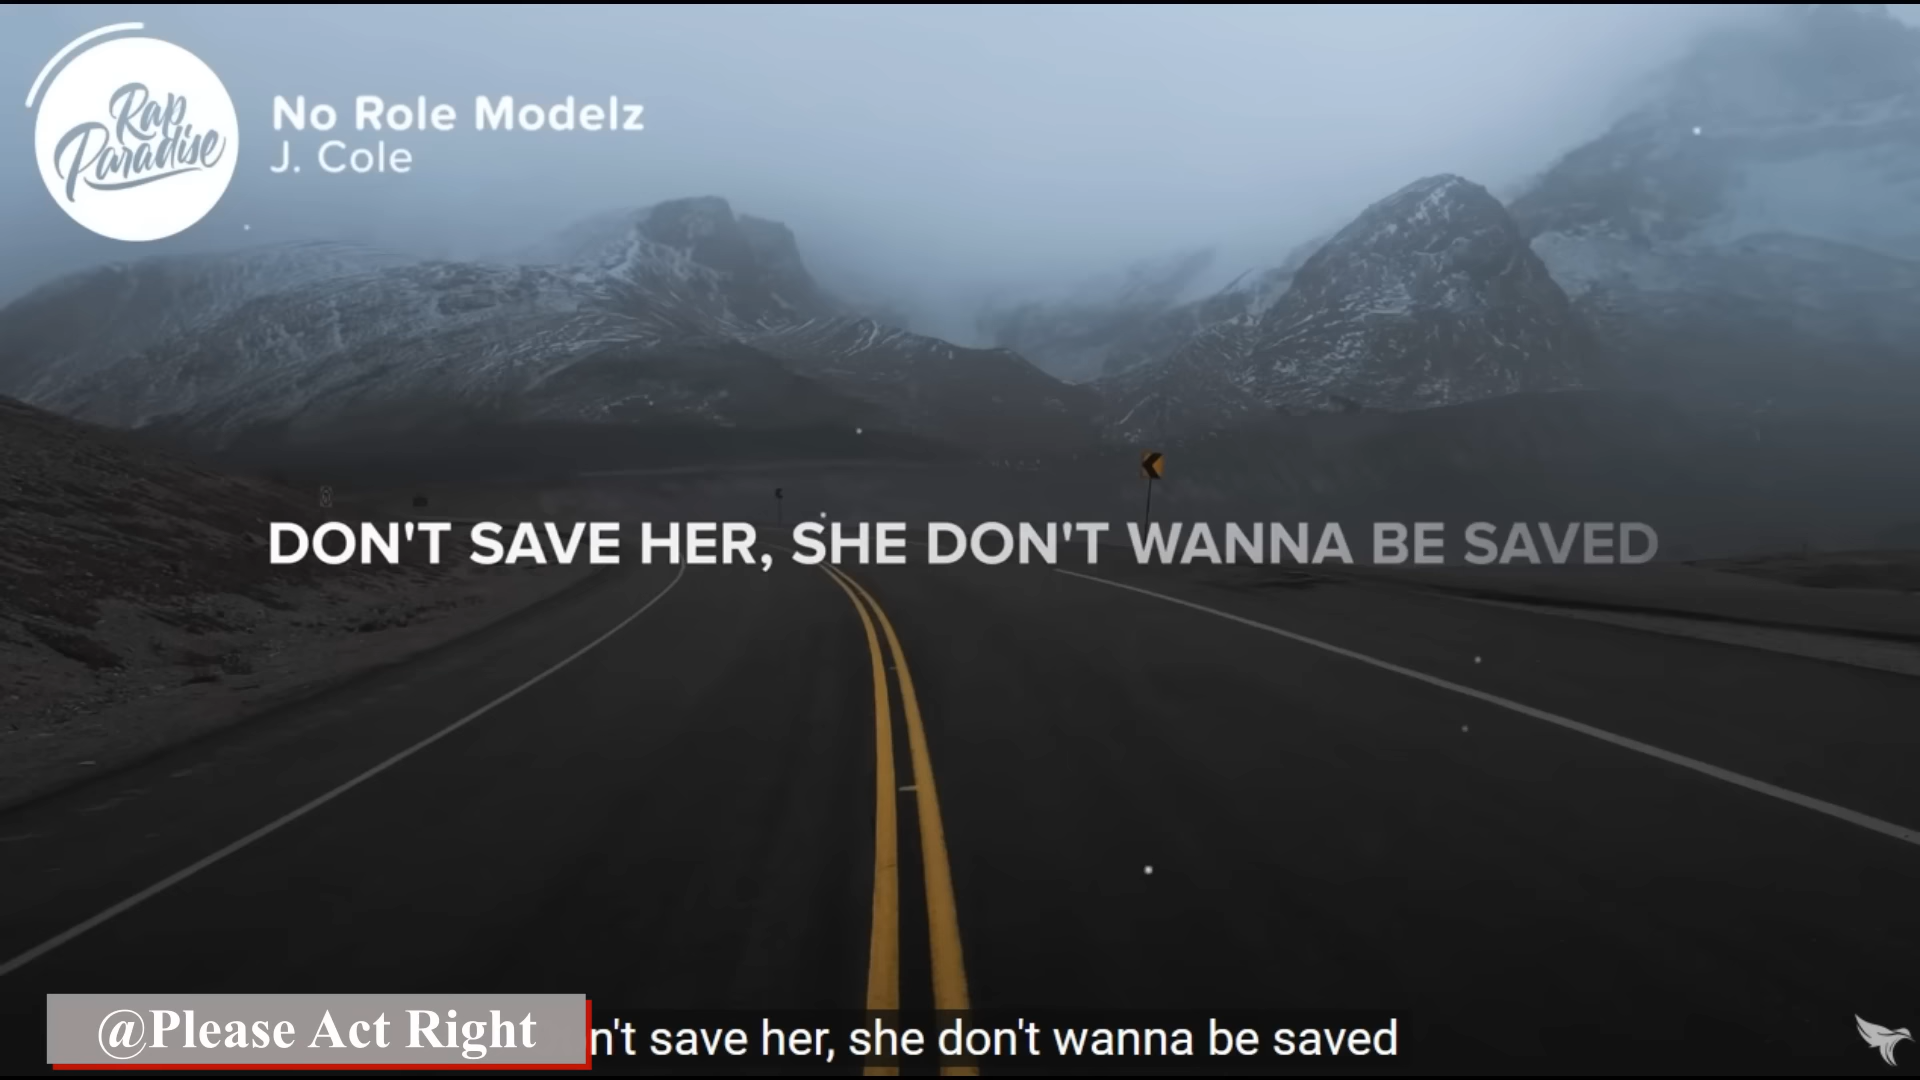 Rap
Paradise
No Role Modelz
J. Cole
DON'T SAVE HER, SHE DON'T WANNA BE SAVED
@Please Act Right
n't save her, she don't wanna be saved